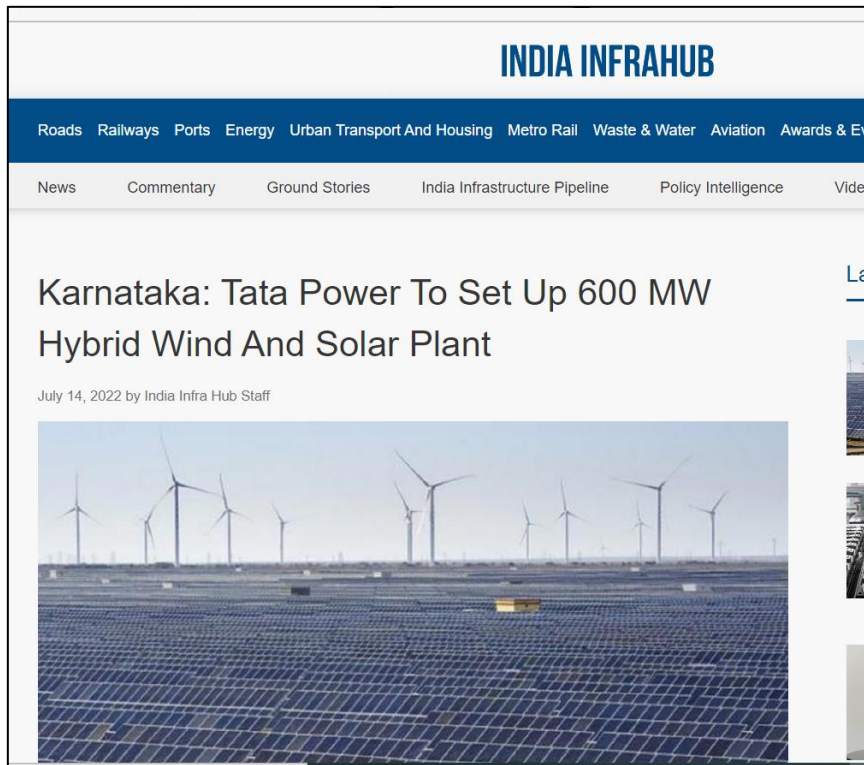 INDIA INFRAHUB
Roads Railways Ports Energy Urban Transport And Housing Metro Rail Waste & Water Aviation Awards &
News Commentary Ground Stories India Infrastructure Pipeline Policy Intelligence
Karnataka: Tata Power To Set Up 600 MW
Hybrid Wind And Solar Plant
July 14, 2022 by India Infra Hub Staff